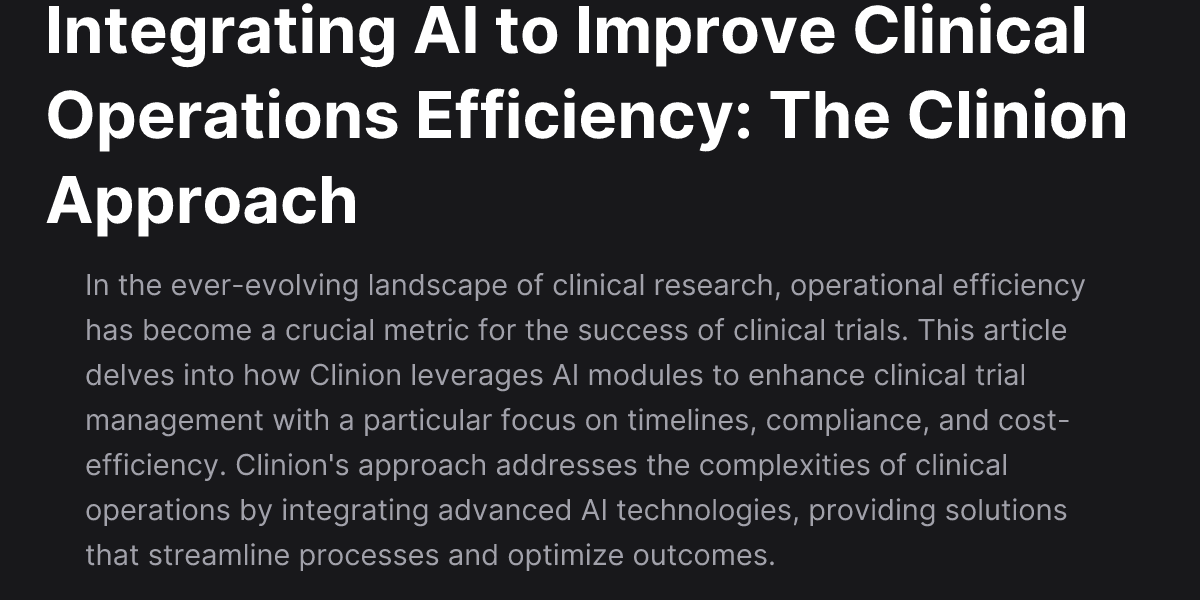 Integrating AI to Improve Clinical
Operations Efficiency: The Clinion
Approach
In the ever-evolving landscape of clinical research, operational efficiency
has become a crucial metric for the success of clinical trials. This article
delves into how Clinion leverages AI modules to enhance clinical trial
management with a particular focus on timelines, compliance, and cost-
efficiency. Clinion's approach addresses the complexities of clinical
operations by integrating advanced AI technologies, providing solutions
that streamline processes and optimize outcomes.